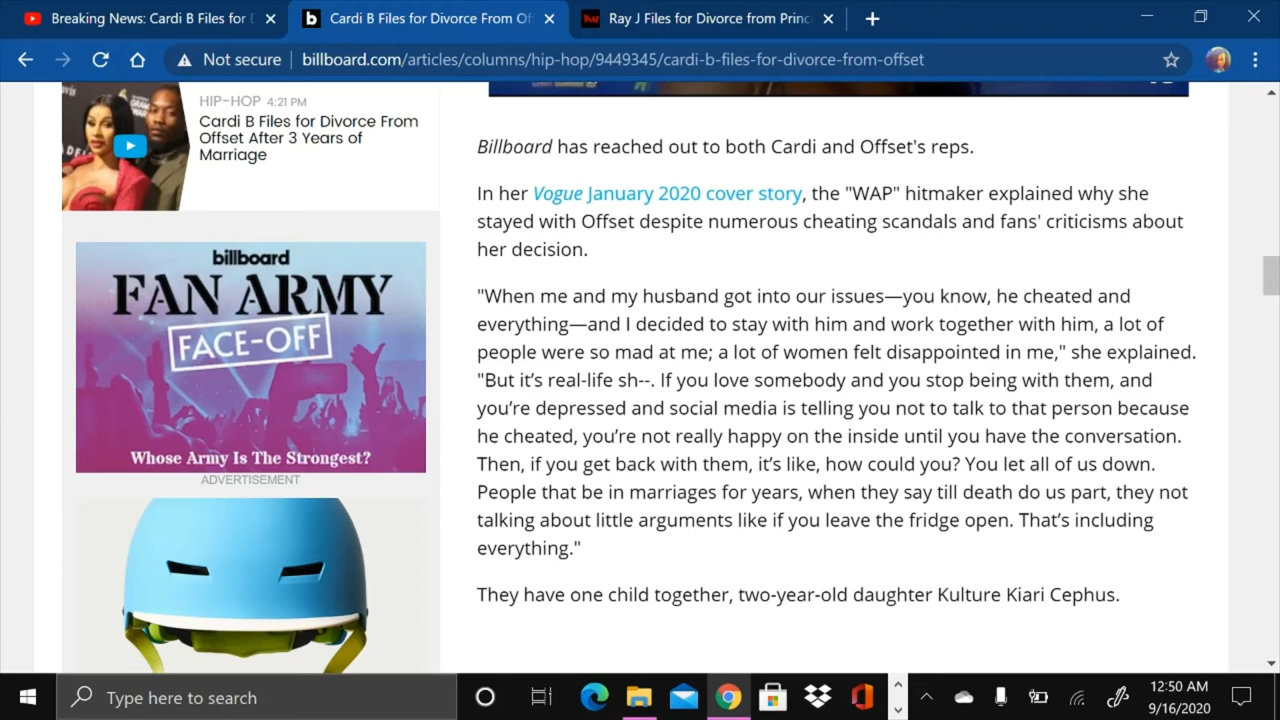 Breaking News: Cardi B Files for D
Cardi B Files for Divorce From Of
Ray J Files for Divorce from Princ
Not secure
billboard.com/articles/columns/hip-hop/9449345/cardi-b-files-for-divorce-from-offset
HIP-HOP 4:21 PM
Cardi B Files for Divorce From
Offset After 3 Years of
Marriage
billboard
FAN ARMY
FACE-OFF
Whose Army Is The Strongest?
ADVERTISEMENT
Billboard has reached out to both Cardi and Offset's reps.
In her Vogue January 2020 cover story, the "WAP" hitmaker explained why she
stayed with Offset despite numerous cheating scandals and fans' criticisms about
her decision.
"When me and my husband got into our issues—you know, he cheated and
everything—and I decided to stay with him and work together with him, a lot of
people were so mad at me; a lot of women felt disappointed in me," she explained.
"But it’s real-life sh--. If you love somebody and you stop being with them, and
you’re depressed and social media is telling you not to talk to that person because
he cheated, you’re not really happy on the inside until you have the conversation.
Then, if you get back with them, it’s like, how could you? You let all of us down.
People that be in marriages for years, when they say till death do us part, they not
talking about little arguments like if you leave the fridge open. That’s including
everything."
They have one child together, two-year-old daughter Kulture Kiari Cephus.
Type here to search
12:50 AM
9/16/2020